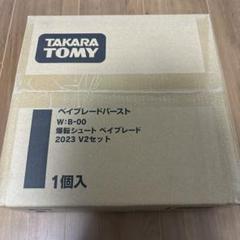 TAKARA
TOMY
ベイブレードバースト
W:B-00
爆転シュート ベイブレード
2023 V2セット
1個入